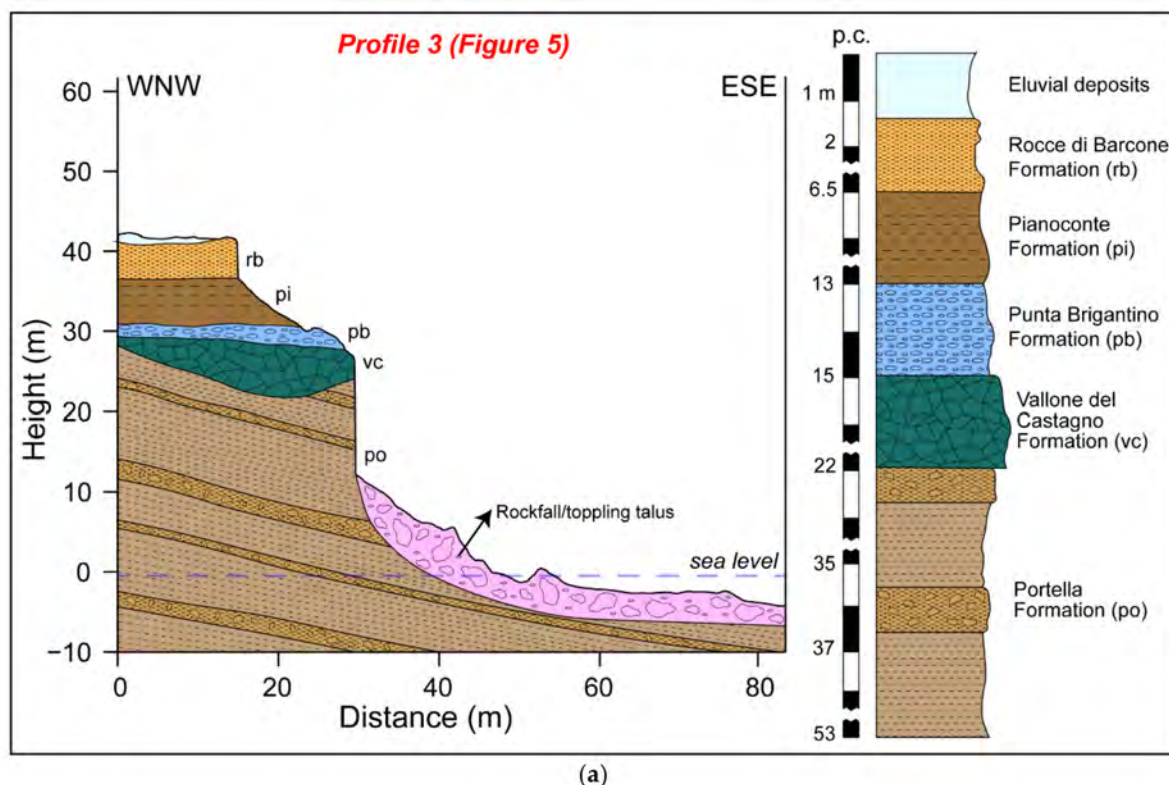 Profile 3 (Figure 5)
WNW
ESE
60
50
40
30
20
10
0
−10
Height (m)
rb
pi
pb
vc
po
Rockfall/toppling talus
sea level
0
20
40
60
80
Distance (m)
p.c.
1 m
2
6.5
13
15
22
35
37
53
Eluvial deposits
Rocce di Barcone
Formation (rb)
Pianoconte
Formation (pi)
Punta Brigantino
Formation (pb)
Vallone del
Castagno
Formation (vc)
Portella
Formation (po)
(a)